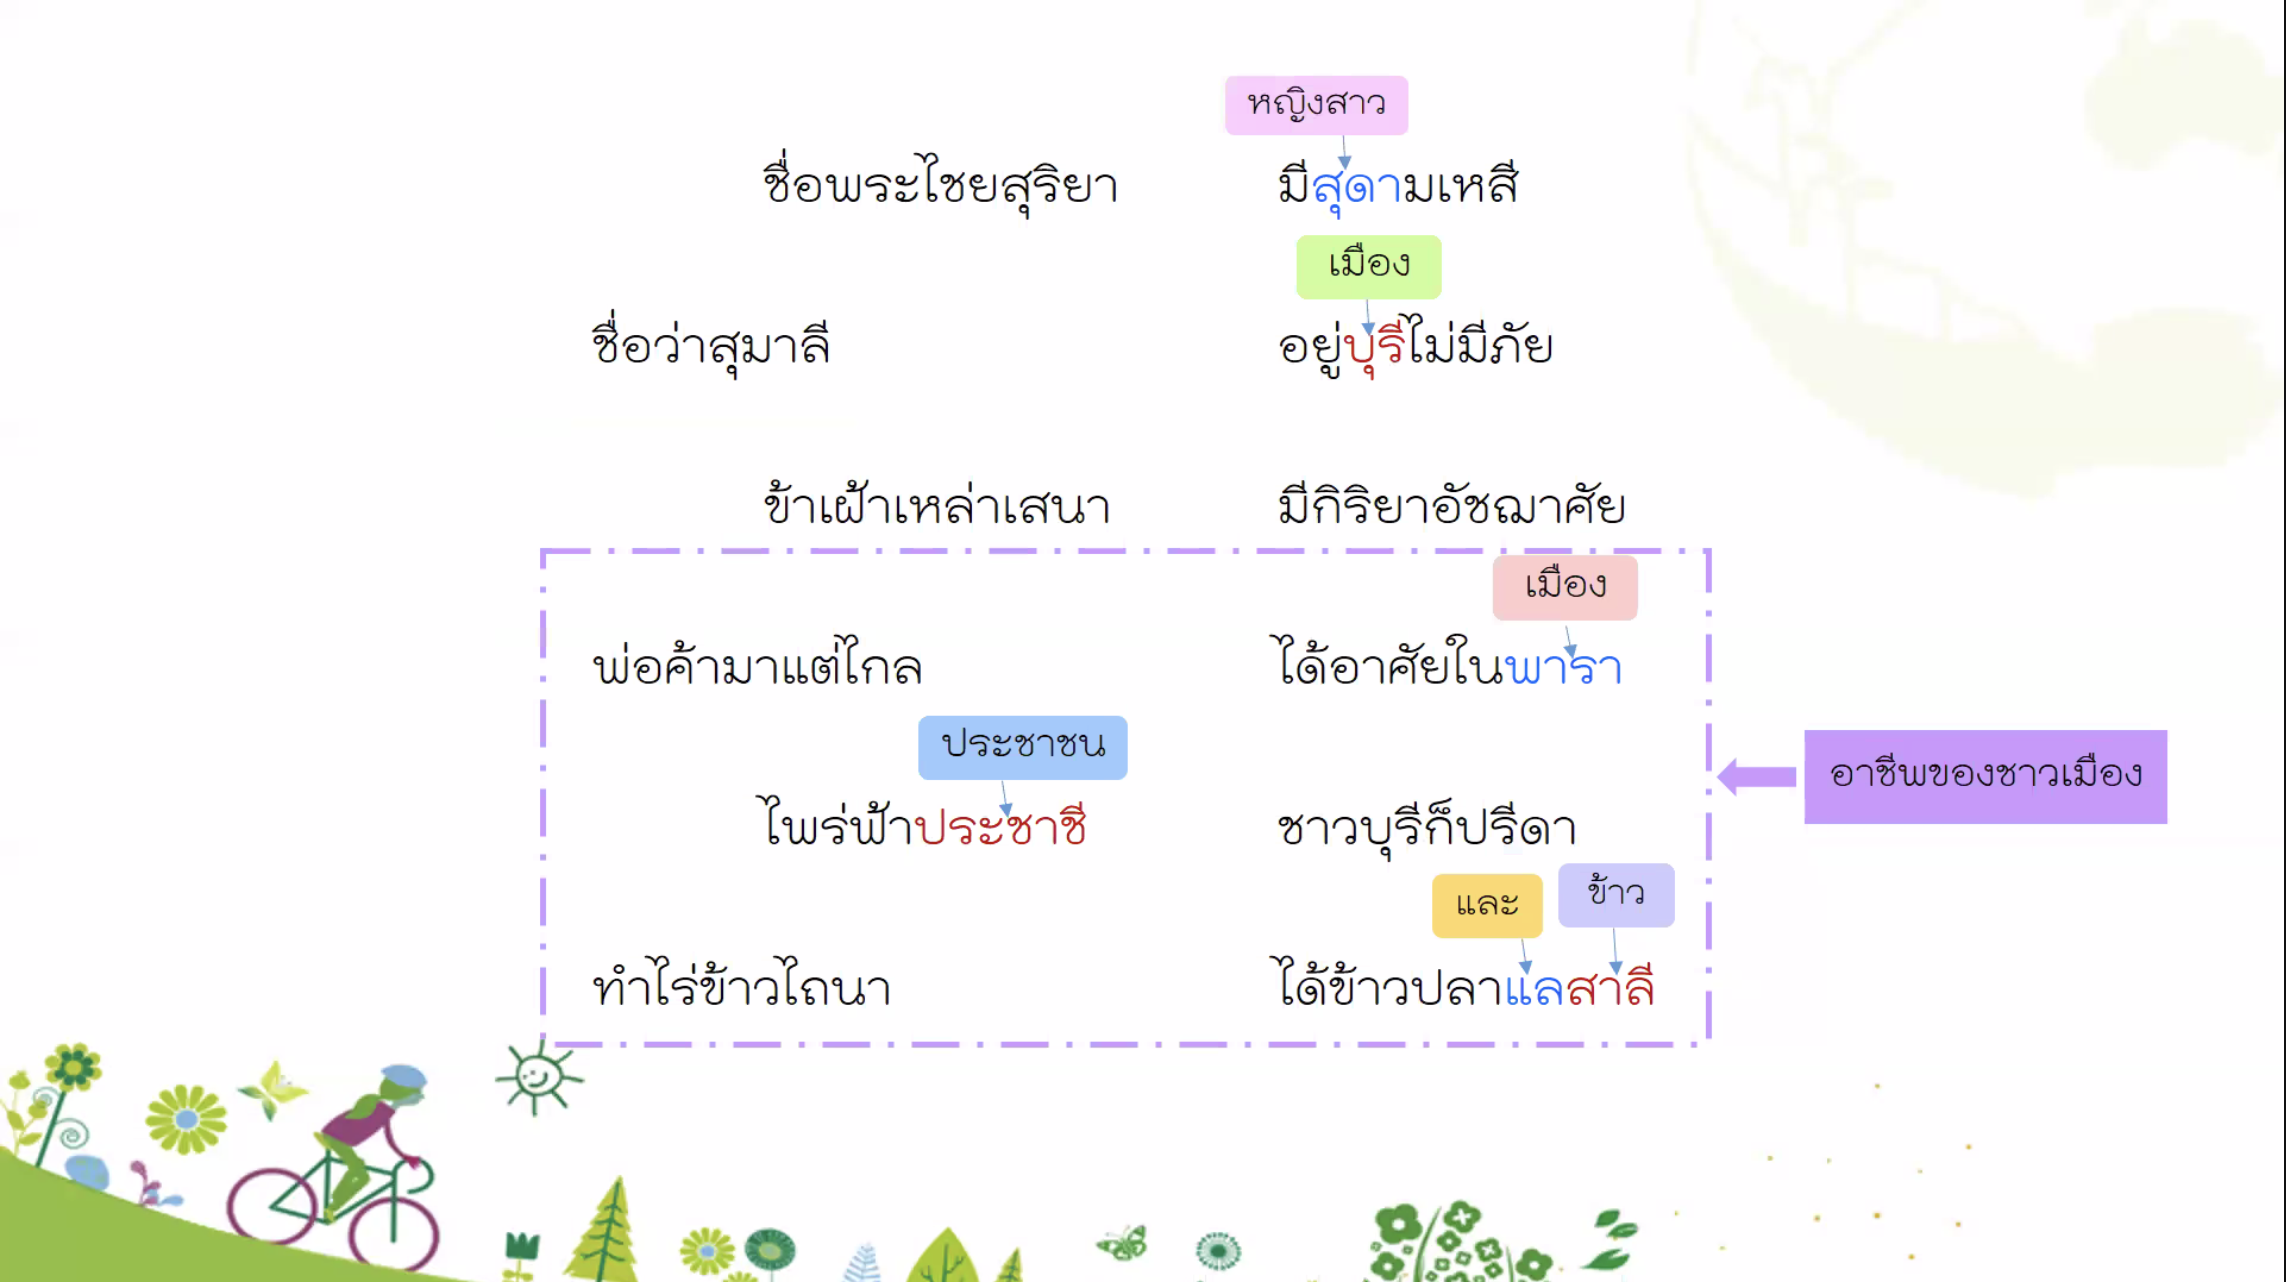 หญิงสาว
ชื่อพระไชยสุริยา มีสุดามเหสี
เมือง
ชื่อว่าสุมาลี อยู่บุรีไม่มีภัย
ข้าเฝ้าเหล่าเสนา มีกิริยาอัชฌาศัย
เมือง
พ่อค้ามาแต่ไกล ได้อาศัยในพารา
ประชาชน
อาชีพของชาวเมือง
ไพร่ฟ้าประชาชี ชาวบุรีก็ปรีดา
และ ข้าว
ทำไร่ข้าวไถนา ได้ข้าวปลาแลสาลี